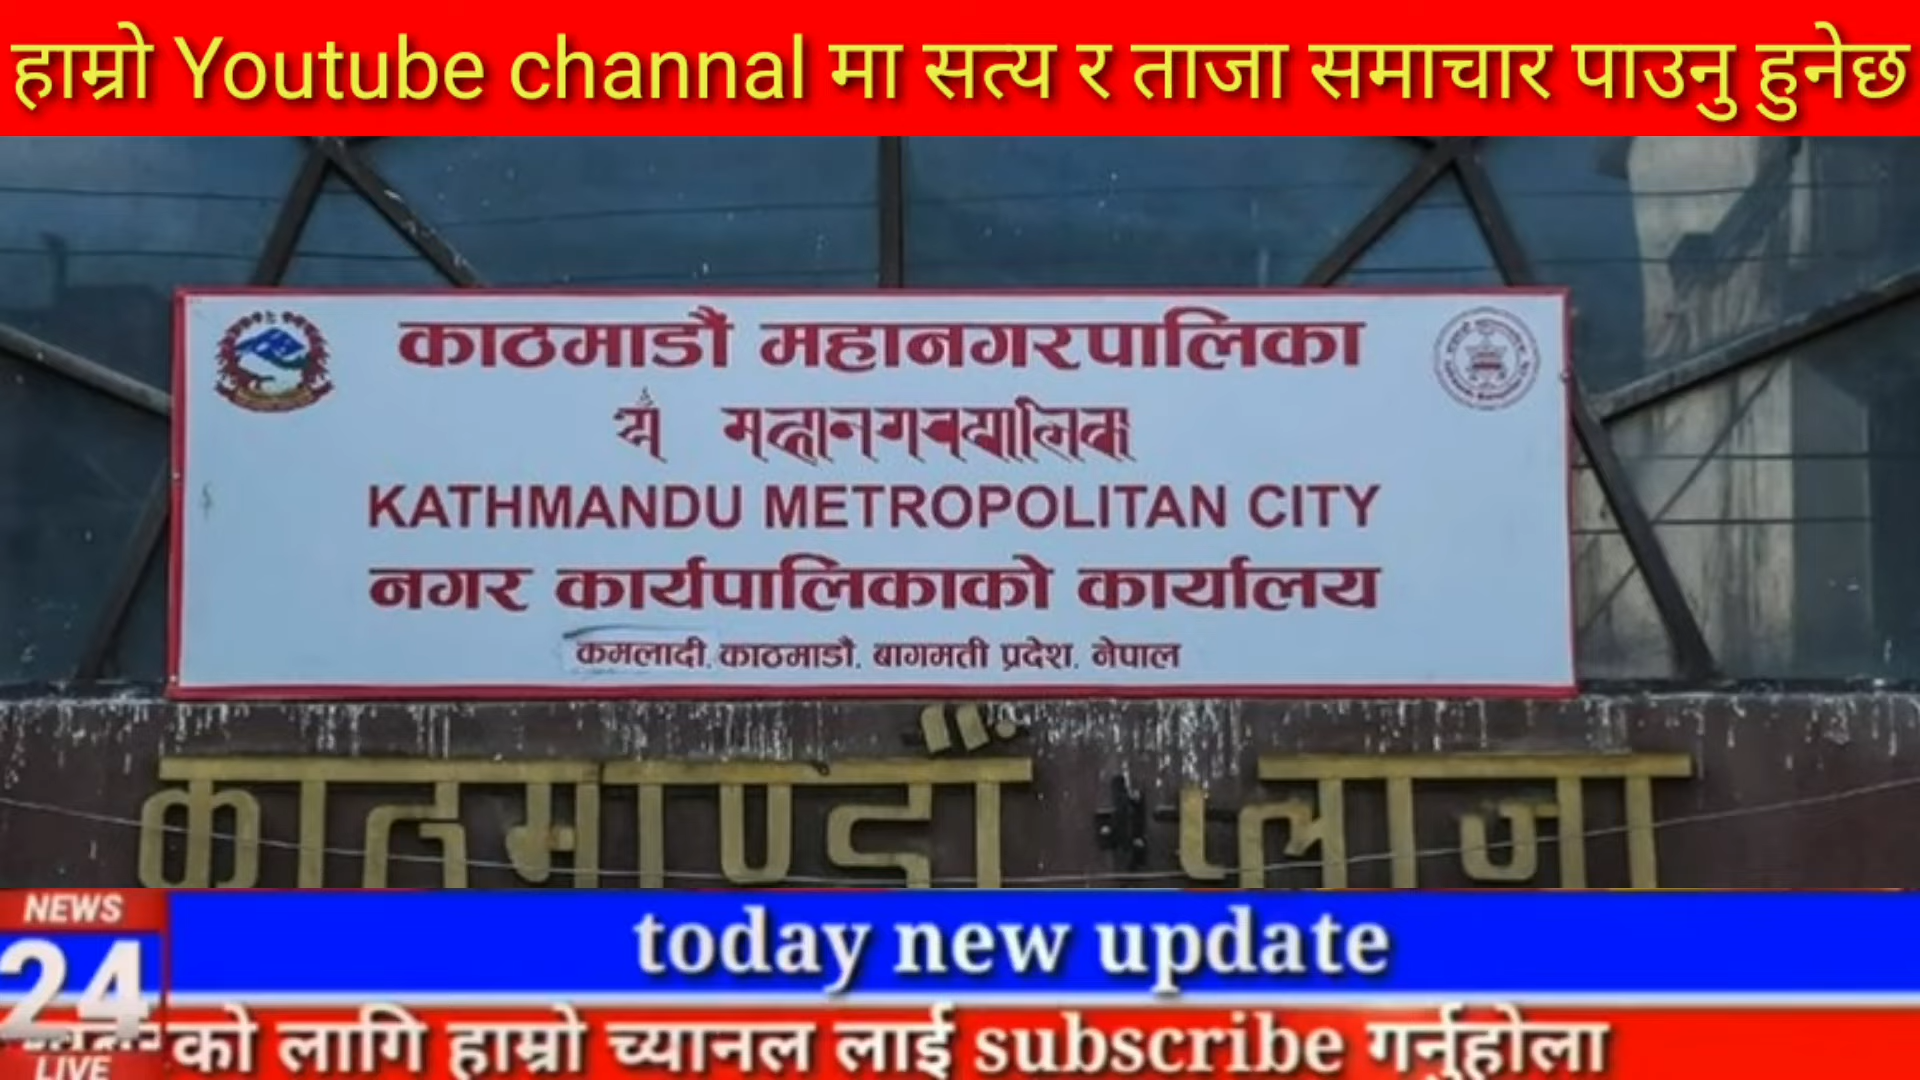 हाम्रो Youtube channal मा सत्य र ताजा समाचार पाउनु हुनेछ
काठमाडौं महानगरपालिका
KATHMANDU METROPOLITAN CITY
नगर कार्यपालिकाको कार्यालय
कमलादी, काठमाडौं, बागमती प्रदेश, नेपाल
काठमाण्डौं प्लाजा
NEWS
24
LIVE
today new update
को लागि हाम्रो च्यानल लाई subscribe गर्नुहोला